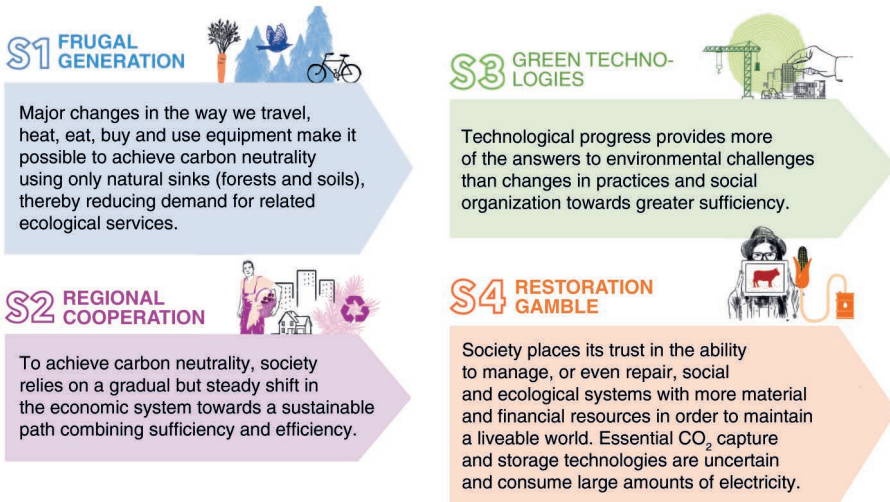 S1 FRUGAL
GENERATION
Major changes in the way we travel,
heat, eat, buy and use equipment make it
possible to achieve carbon neutrality
using only natural sinks (forests and soils),
thereby reducing demand for related
ecological services.
S2 REGIONAL
COOPERATION
To achieve carbon neutrality, society
relies on a gradual but steady shift in
the economic system towards a sustainable
path combining sufficiency and efficiency.
S3 GREEN TECHNO-
LOGIES
Technological progress provides more
of the answers to environmental challenges
than changes in practices and social
organization towards greater sufficiency.
S4 RESTORATION
GAMBLE
Society places its trust in the ability
to manage, or even repair, social
and ecological systems with more material
and financial resources in order to maintain
a liveable world. Essential CO₂ capture
and storage technologies are uncertain
and consume large amounts of electricity.